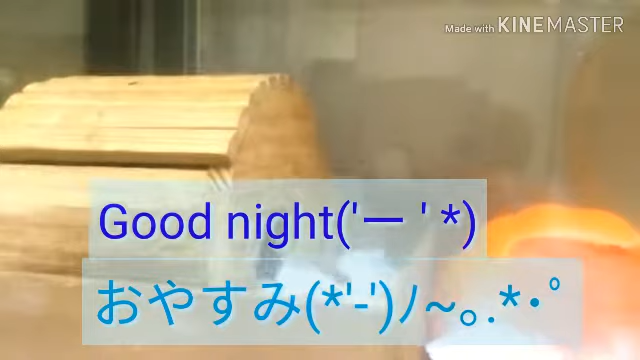 Made with KINEMASTER
Good night('ー ' *)
おやすみ(*'-')ﾉ~｡.*･ﾟ